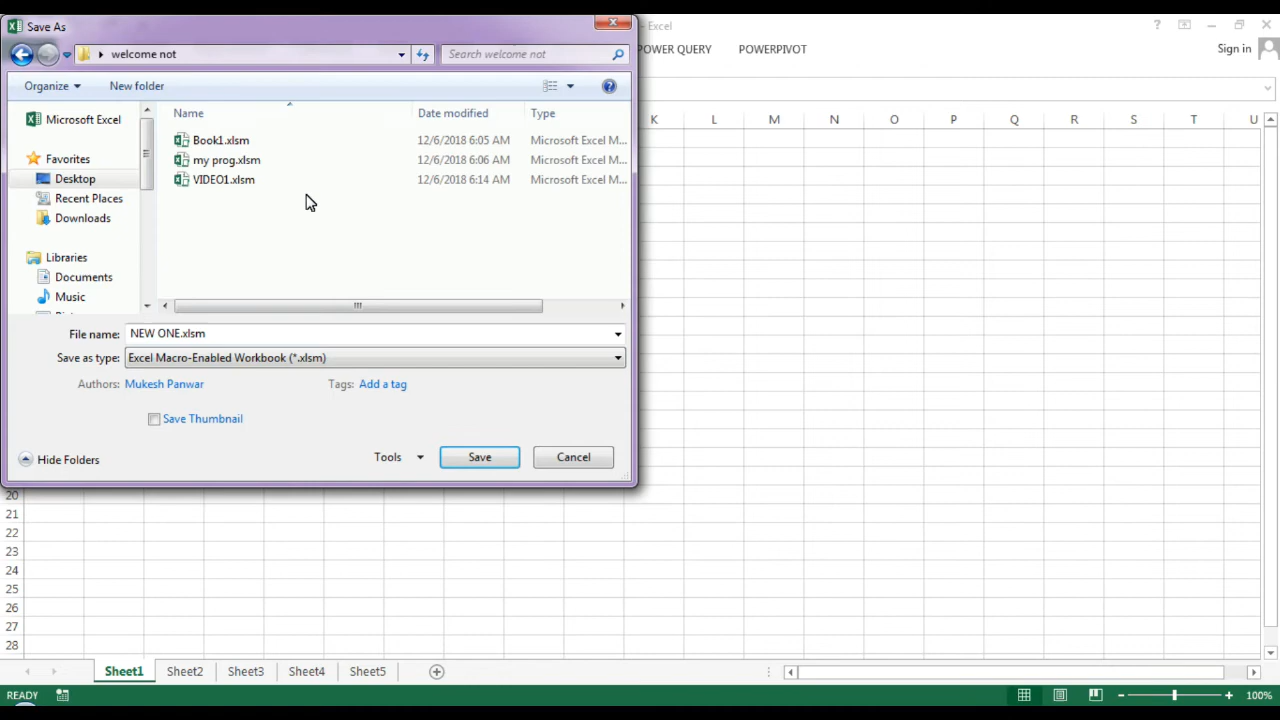 Save As
- Excel
? 
welcome not
Search welcome not
POWER QUERY POWERPIVOT
Sign in
Organize New folder
Microsoft Excel
Favorites
Desktop
Recent Places
Downloads
Libraries
Documents
Music
Name Date modified Type
Book1.xlsm 12/6/2018 6:05 AM Microsoft Excel M...
my prog.xlsm 12/6/2018 6:06 AM Microsoft Excel M...
VIDEO1.xlsm 12/6/2018 6:14 AM Microsoft Excel M...
File name: NEW ONE.xlsm
Save as type: Excel Macro-Enabled Workbook (*.xlsm)
Authors: Mukesh Panwar Tags: Add a tag
Save Thumbnail
Hide Folders Tools Save Cancel
K L M N O P Q R S T U
20
21
22
23
24
25
26
27
28
Sheet1 Sheet2 Sheet3 Sheet4 Sheet5
READY 100%